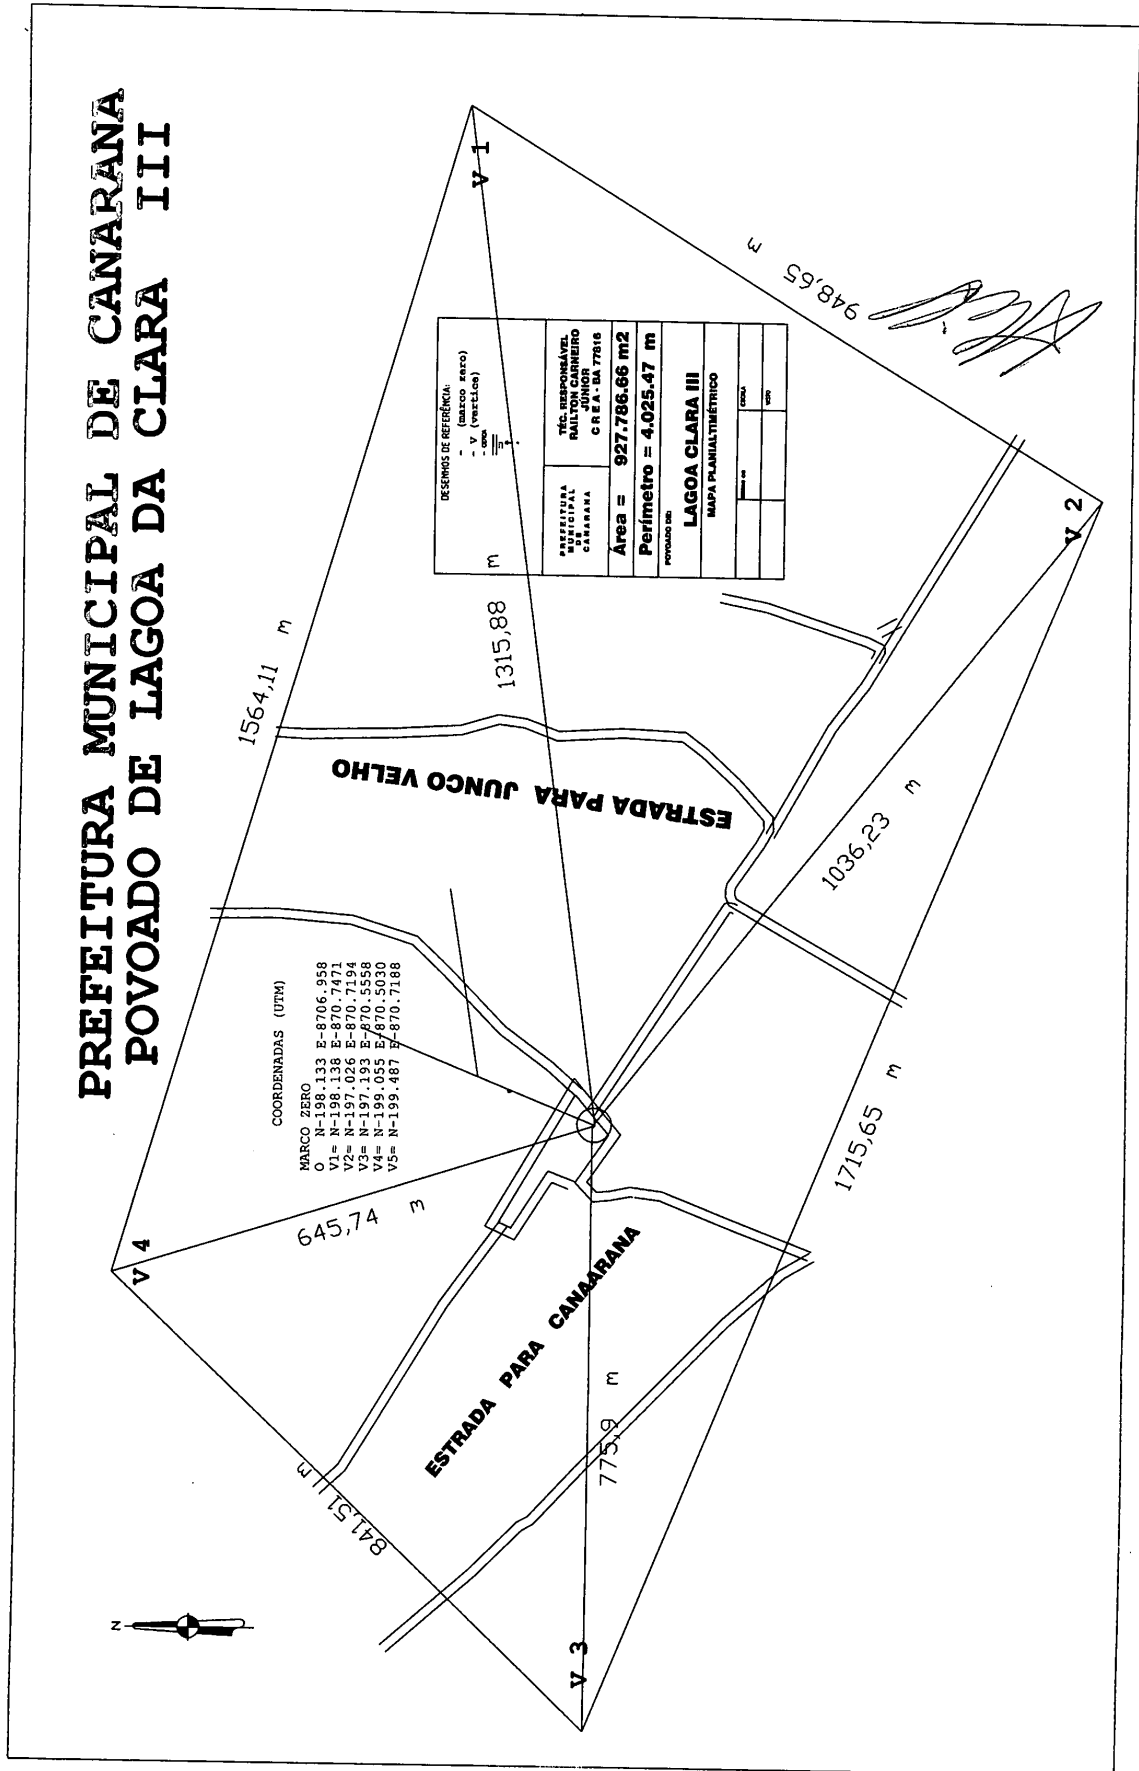 PREFEITURA MUNICIPAL DE CANARANA
POVOADO DE LAGOA DA CLARA III
V 4
1564,11 m
V 1
COORDENADAS (UTM)
MARCO ZERO
O N-198.133 E-8706.958
V1= N-198.138 E-870.7471
V2= N-197.026 E-870.7194
V3= N-197.193 E-870.5558
V4= N-199.055 E-870.5030
V5= N-199.487 E-870.7188
645,74 m
1315,88 m
ESTRADA PARA JUNCO VELHO
DESENHOS DE REFERÊNCIA:
- (marco zero)
- V (vertice)
PREFEITURA
MUNICIPAL
DE
CANARANA
TÉC. RESPONSÁVEL
RAILTON CARNEIRO
JÚNIOR
CREA - BA 77816
Área = 927.786.66 m2
Perímetro = 4.025.47 m
POVOADO DE:
LAGOA CLARA III
MAPA PLANIALTIMÉTRICO
948,65 m
841,51 m
N
ESTRADA PARA CANAARANA
775,9 m
1036,23 m
1715,65 m
V 3
V 2